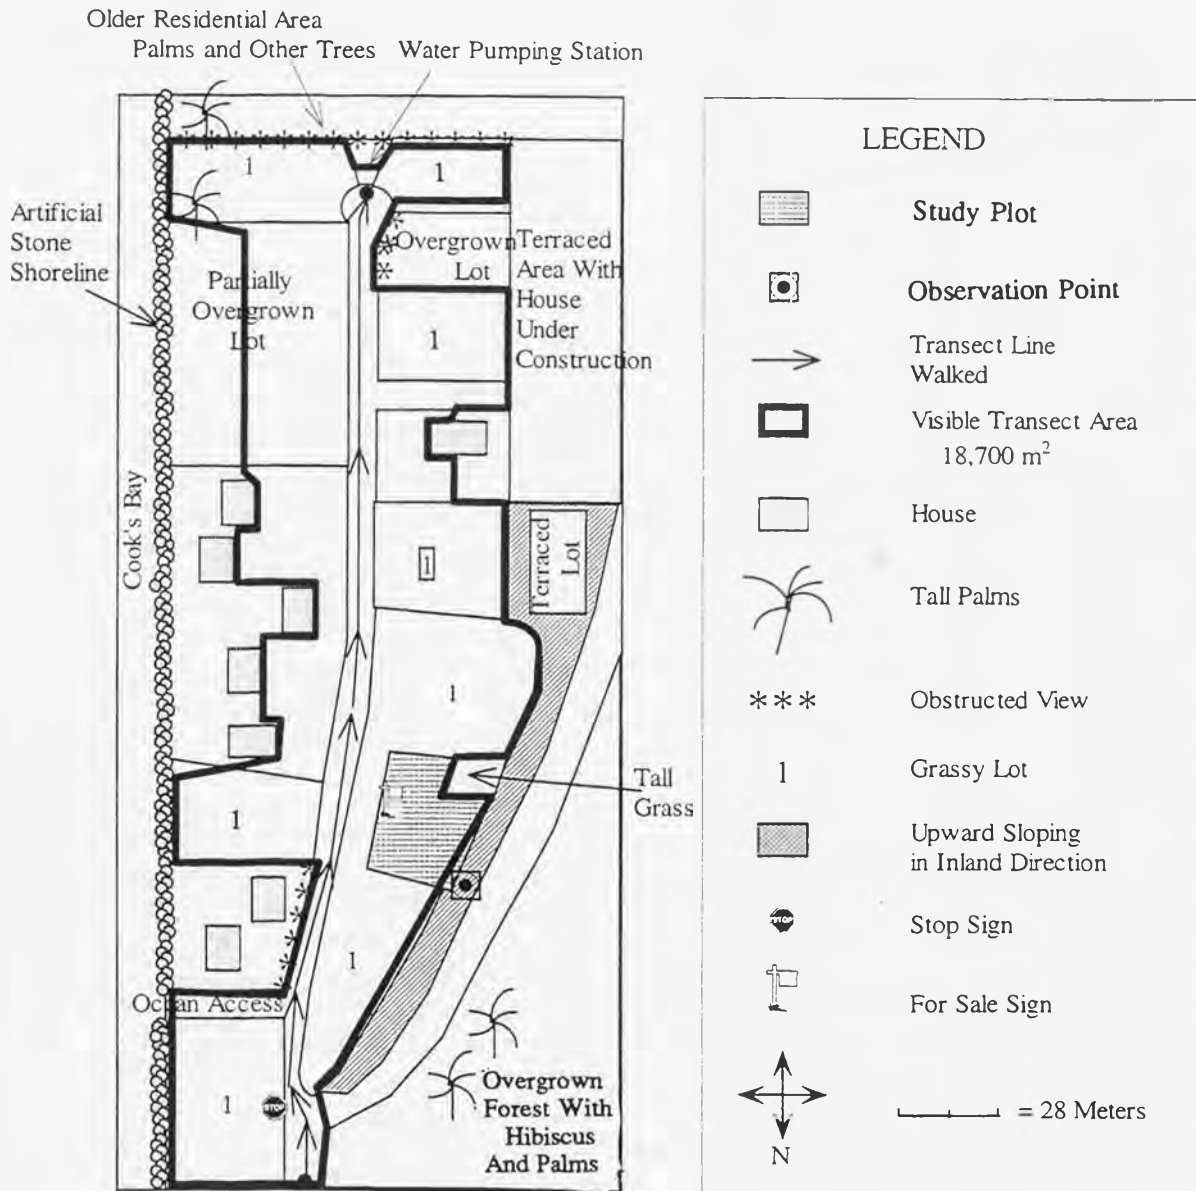 Older Residential Area
Palms and Other Trees
Water Pumping Station
Artificial
Stone
Shoreline
Cook's Bay
1
1
Overgrown
Lot
Terraced
Area With
House
Under
Construction
Partially
Overgrown
Lot
1
1
Terraced
Lot
1
Tall
Grass
1
1
Ocean Access
1
STOP
Overgrown
Forest With
Hibiscus
And Palms
LEGEND
Study Plot
Observation Point
Transect Line
Walked
Visible Transect Area
18,700 m²
House
Tall Palms
*** Obstructed View
1 Grassy Lot
Upward Sloping
in Inland Direction
STOP Stop Sign
For Sale Sign
N
= 28 Meters